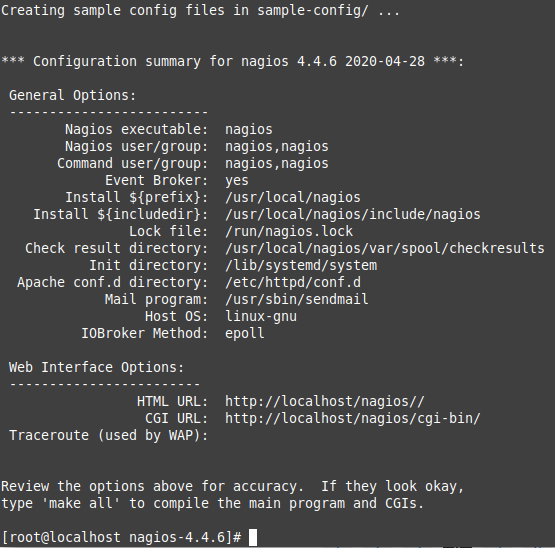 Creating sample config files in sample-config/ ...
*** Configuration summary for nagios 4.4.6 2020-04-28 ***:
General Options:
-------------------------
Nagios executable:  nagios
Nagios user/group:  nagios,nagios
Command user/group:  nagios,nagios
Event Broker:  yes
Install ${prefix}:  /usr/local/nagios
Install ${includedir}:  /usr/local/nagios/include/nagios
Lock file:  /run/nagios.lock
Check result directory:  /usr/local/nagios/var/spool/checkresults
Init directory:  /lib/systemd/system
Apache conf.d directory:  /etc/httpd/conf.d
Mail program:  /usr/sbin/sendmail
Host OS:  linux-gnu
IOBroker Method:  epoll
Web Interface Options:
------------------------
HTML URL:  http://localhost/nagios//
CGI URL:  http://localhost/nagios/cgi-bin/
Traceroute (used by WAP):
Review the options above for accuracy.  If they look okay,
type 'make all' to compile the main program and CGIs.
[root@localhost nagios-4.4.6]#